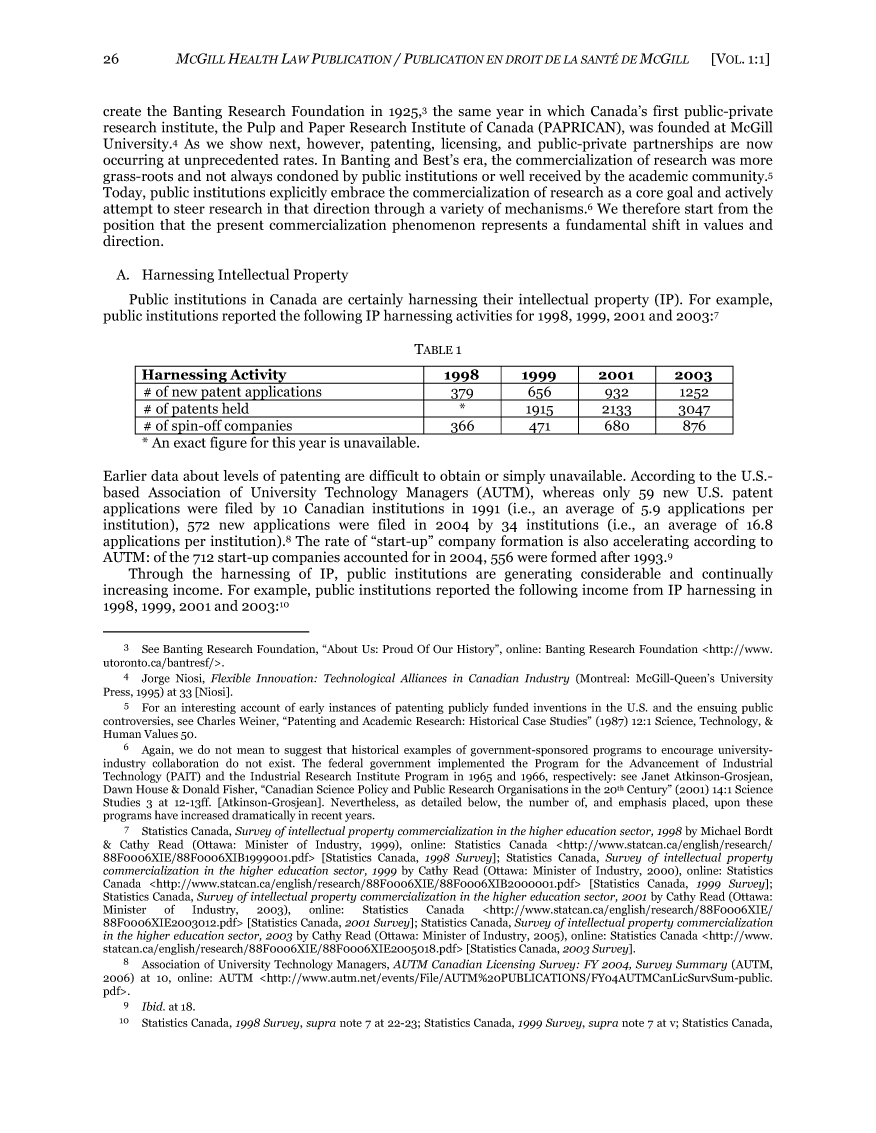 26 MCGILL HEALTH LAW PUBLICATION / PUBLICATION EN DROIT DE LA SANTÉ DE MCGILL [VOL. 1:1]
create the Banting Research Foundation in 1925,3 the same year in which Canada’s first public-private
research institute, the Pulp and Paper Research Institute of Canada (PAPRICAN), was founded at McGill
University.4 As we show next, however, patenting, licensing, and public-private partnerships are now
occurring at unprecedented rates. In Banting and Best’s era, the commercialization of research was more
grass-roots and not always condoned by public institutions or well received by the academic community.5
Today, public institutions explicitly embrace the commercialization of research as a core goal and actively
attempt to steer research in that direction through a variety of mechanisms.6 We therefore start from the
position that the present commercialization phenomenon represents a fundamental shift in values and
direction.
A. Harnessing Intellectual Property
Public institutions in Canada are certainly harnessing their intellectual property (IP). For example,
public institutions reported the following IP harnessing activities for 1998, 1999, 2001 and 2003:7
TABLE 1
Harnessing Activity 1998 1999 2001 2003
# of new patent applications 379 656 932 1252
# of patents held * 1915 2133 3047
# of spin-off companies 366 471 680 876
* An exact figure for this year is unavailable.
Earlier data about levels of patenting are difficult to obtain or simply unavailable. According to the U.S.-
based Association of University Technology Managers (AUTM), whereas only 59 new U.S. patent
applications were filed by 10 Canadian institutions in 1991 (i.e., an average of 5.9 applications per
institution), 572 new applications were filed in 2004 by 34 institutions (i.e., an average of 16.8
applications per institution).8 The rate of “start-up” company formation is also accelerating according to
AUTM: of the 712 start-up companies accounted for in 2004, 556 were formed after 1993.9
Through the harnessing of IP, public institutions are generating considerable and continually
increasing income. For example, public institutions reported the following income from IP harnessing in
1998, 1999, 2001 and 2003:10
3 See Banting Research Foundation, “About Us: Proud Of Our History”, online: Banting Research Foundation <http://www.
utoronto.ca/bantresf/>.
4 Jorge Niosi, Flexible Innovation: Technological Alliances in Canadian Industry (Montreal: McGill-Queen’s University
Press, 1995) at 33 [Niosi].
5 For an interesting account of early instances of patenting publicly funded inventions in the U.S. and the ensuing public
controversies, see Charles Weiner, “Patenting and Academic Research: Historical Case Studies” (1987) 12:1 Science, Technology, &
Human Values 50.
6 Again, we do not mean to suggest that historical examples of government-sponsored programs to encourage university-
industry collaboration do not exist. The federal government implemented the Program for the Advancement of Industrial
Technology (PAIT) and the Industrial Research Institute Program in 1965 and 1966, respectively: see Janet Atkinson-Grosjean,
Dawn House & Donald Fisher, “Canadian Science Policy and Public Research Organisations in the 20th Century” (2001) 14:1 Science
Studies 3 at 12-13ff. [Atkinson-Grosjean]. Nevertheless, as detailed below, the number of, and emphasis placed, upon these
programs have increased dramatically in recent years.
7 Statistics Canada, Survey of intellectual property commercialization in the higher education sector, 1998 by Michael Bordt
& Cathy Read (Ottawa: Minister of Industry, 1999), online: Statistics Canada <http://www.statcan.ca/english/research/
88F0006XIE/88F0006XIB1999001.pdf> [Statistics Canada, 1998 Survey]; Statistics Canada, Survey of intellectual property
commercialization in the higher education sector, 1999 by Cathy Read (Ottawa: Minister of Industry, 2000), online: Statistics
Canada <http://www.statcan.ca/english/research/88F0006XIE/88F0006XIB2000001.pdf> [Statistics Canada, 1999 Survey];
Statistics Canada, Survey of intellectual property commercialization in the higher education sector, 2001 by Cathy Read (Ottawa:
Minister of Industry, 2003), online: Statistics Canada <http://www.statcan.ca/english/research/88F0006XIE/
88F0006XIE2003012.pdf> [Statistics Canada, 2001 Survey]; Statistics Canada, Survey of intellectual property commercialization
in the higher education sector, 2003 by Cathy Read (Ottawa: Minister of Industry, 2005), online: Statistics Canada <http://www.
statcan.ca/english/research/88F0006XIE/88F0006XIE2005018.pdf> [Statistics Canada, 2003 Survey].
8 Association of University Technology Managers, AUTM Canadian Licensing Survey: FY 2004, Survey Summary (AUTM,
2006) at 10, online: AUTM <http://www.autm.net/events/File/AUTM%20PUBLICATIONS/FY04AUTMCanLicSurvSum-public.
pdf>.
9 Ibid. at 18.
10 Statistics Canada, 1998 Survey, supra note 7 at 22-23; Statistics Canada, 1999 Survey, supra note 7 at v; Statistics Canada,